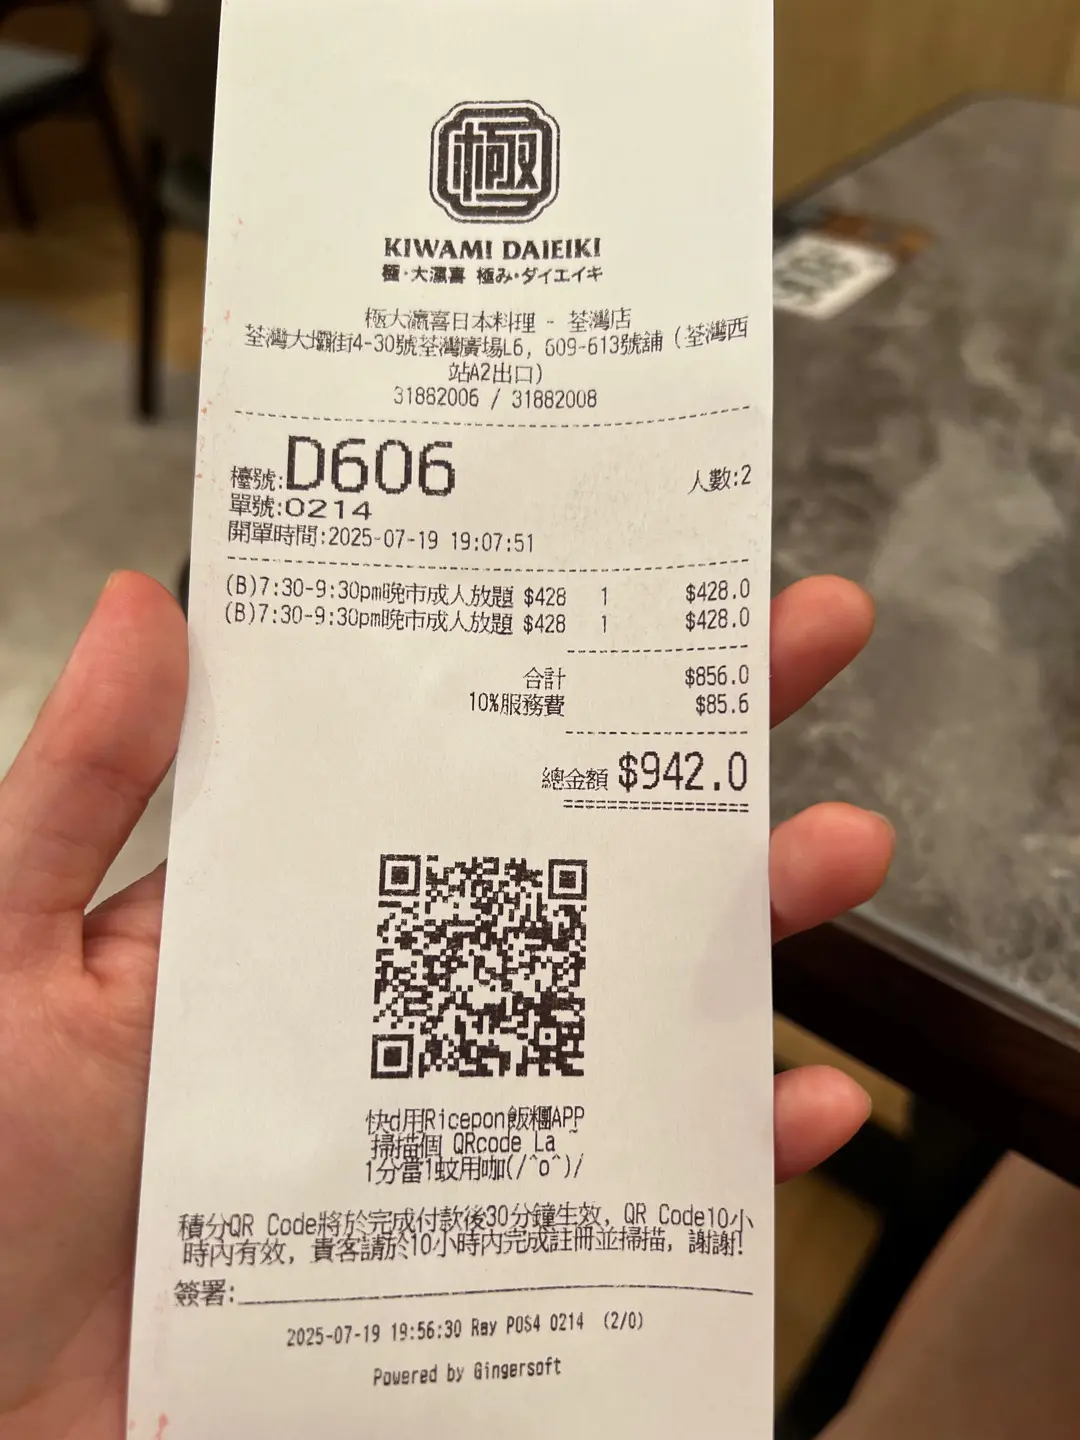 極
KIWAMI DAIEIKI
極・大瀛喜 極み・ダイエイキ
極大瀛喜日本料理 - 荃灣店
荃灣大壩街4-30號荃灣廣場L6, 609-613號舖 (荃灣西
站A2出口)
31882006 / 31882008
檯號:D606 人數:2
單號:0214
開單時間:2025-07-19 19:07:51
(B)7:30-9:30pm晚市成人放題 $428 1 $428.0
(B)7:30-9:30pm晚市成人放題 $428 1 $428.0
合計 $856.0
10%服務費 $85.6
總金額 $942.0
快d用Ricepon飯糰APP
掃描個 QRcode La ~
1分當1蚊用咖(/^o^)/
積分QR Code將於完成付款後30分鐘生效, QR Code10小
時內有效, 貴客請於10小時內完成註冊並掃描, 謝謝!
簽署:
2025-07-19 19:56:30 Ray POS4 0214 (2/0)
Powered by Gingersoft